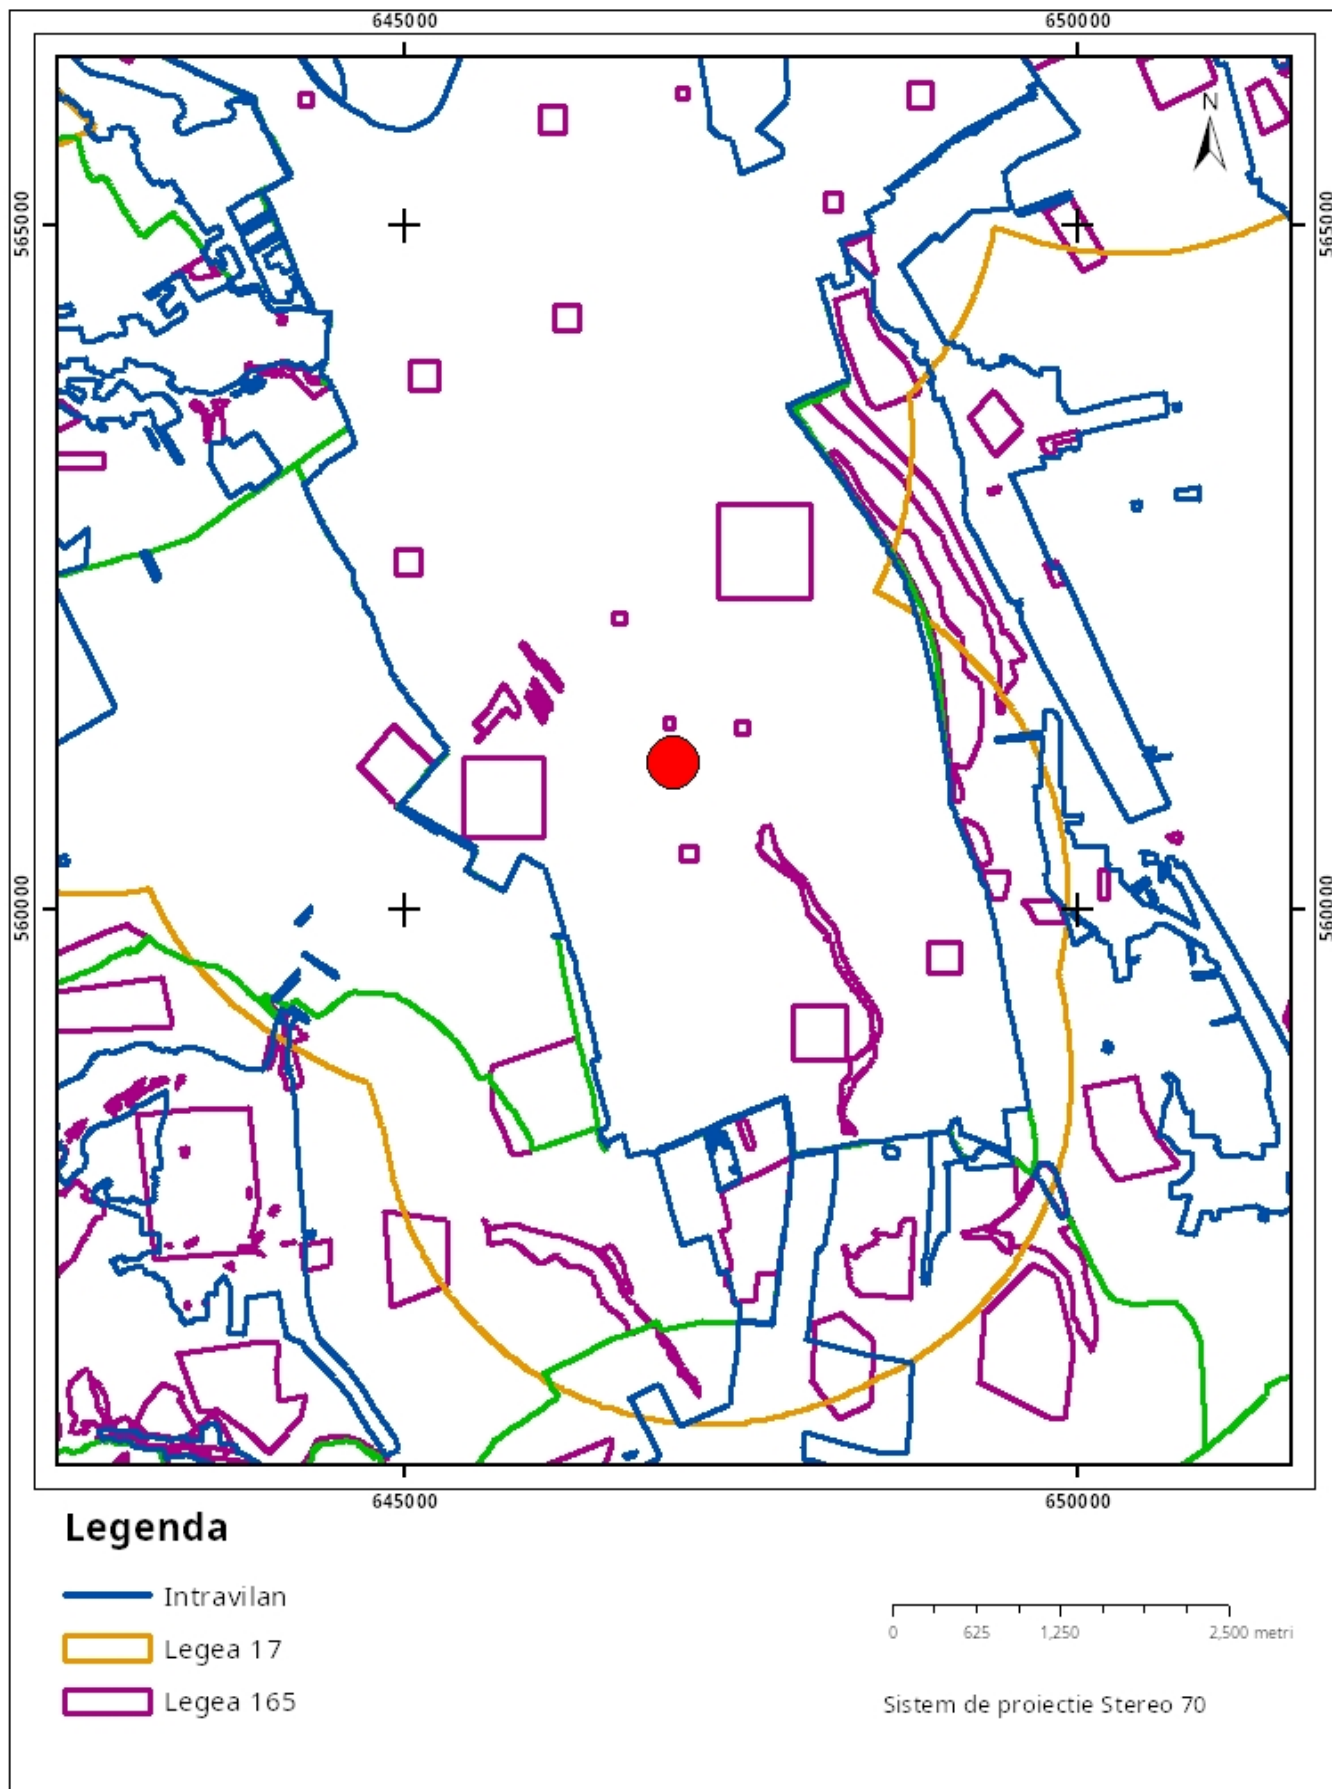 645000 650000
N
565000 565000
560000 560000
645000 650000
Legenda
Intravilan
Legea 17
Legea 165
0 625 1,250 2,500 metri
Sistem de proiectie Stereo 70